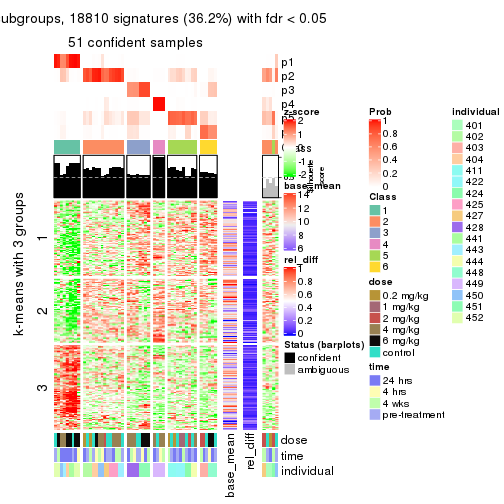 ubgroups, 18810 signatures (36.2%) with fdr < 0.05
51 confident samples
p1
p2
p3
p4
p5
k-means with 3 groups
1
2
3
z-score
2
1
0
-1
-2
base_mean
14
12
10
8
6
rel_diff
1
0.8
0.6
0.4
0.2
0
Status (barplots)
confident
ambiguous
Silhouette
score
Prob
1
0.8
0.6
0.4
0.2
0
Class
1
2
3
4
5
6
dose
0.2 mg/kg
1 mg/kg
2 mg/kg
4 mg/kg
6 mg/kg
control
time
24 hrs
4 hrs
4 wks
pre-treatment
individual
401
402
403
404
411
422
424
425
427
428
441
443
444
448
449
450
451
452
dose
time
individual
base_mean
rel_diff